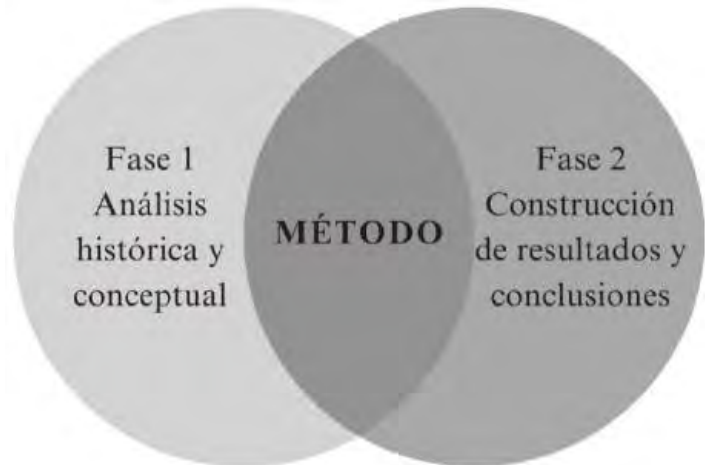 Fase 1
Análisis
histórica y
conceptual
MÉTODO
Fase 2
Construcción
de resultados y
conclusiones